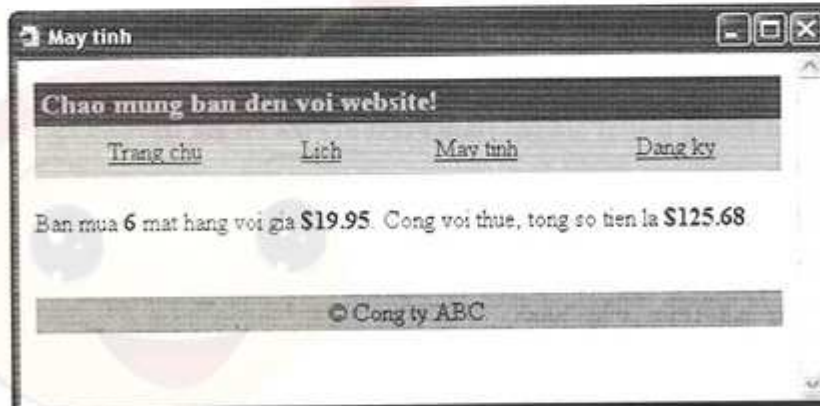 May tinh
Chao mung ban den voi website!
Trang chu Lich May tinh Dang ky
Ban mua 6 mat hang voi gia $19.95. Cong voi thue, tong so tien la $125.68.
© Cong ty ABC